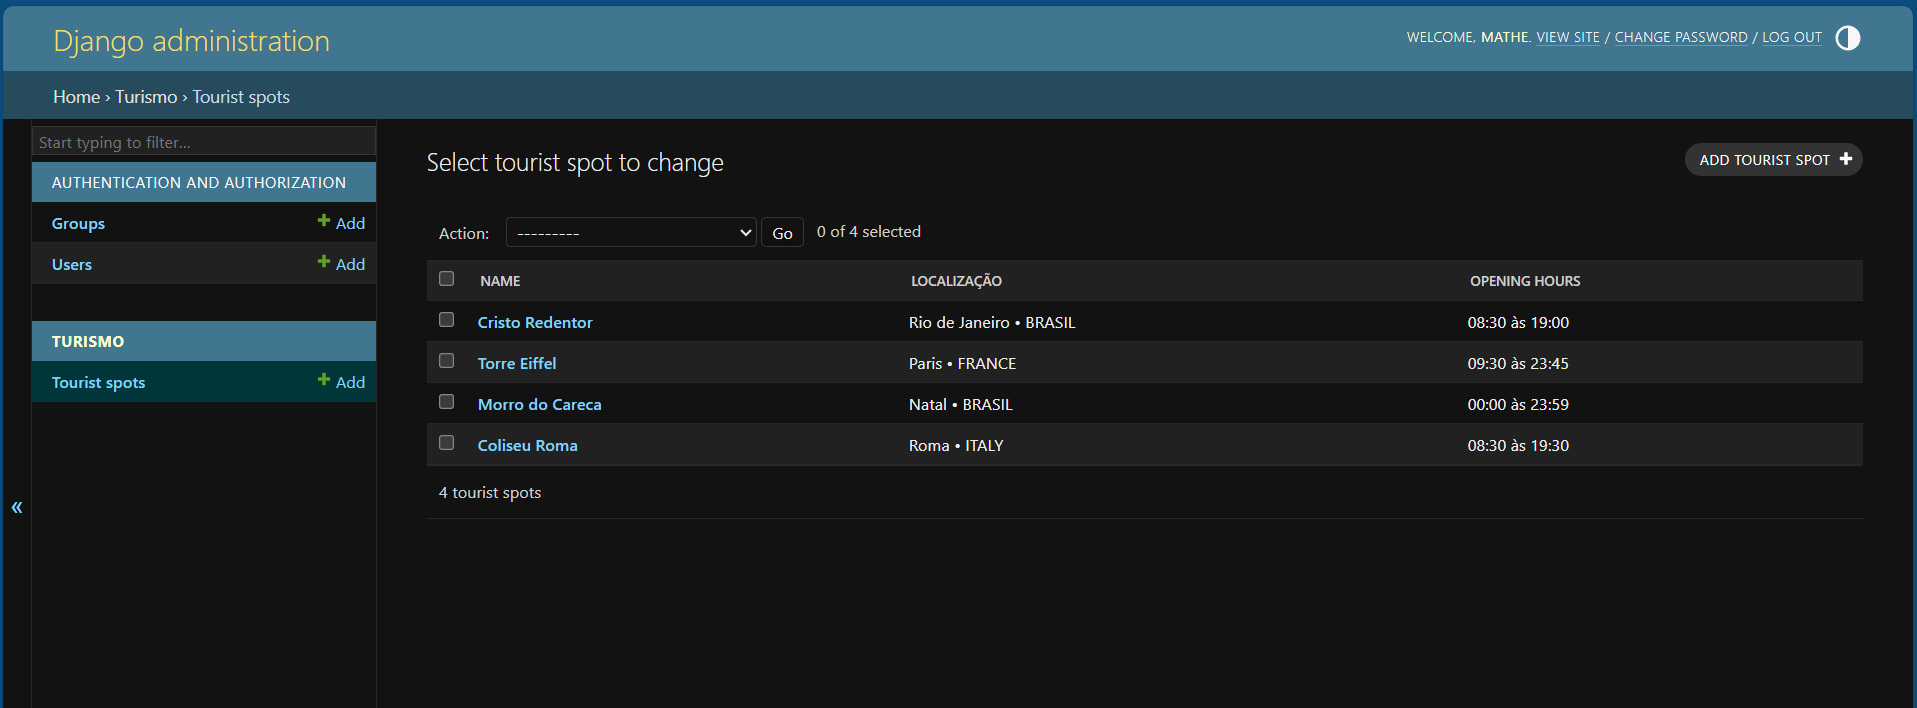 Django administration
WELCOME, MATHE. VIEW SITE / CHANGE PASSWORD / LOG OUT
Home › Turismo › Tourist spots
Start typing to filter...
AUTHENTICATION AND AUTHORIZATION
Groups + Add
Users + Add
TURISMO
Tourist spots + Add
«
Select tourist spot to change
ADD TOURIST SPOT +
Action: --------- Go 0 of 4 selected
NAME LOCALIZAÇÃO OPENING HOURS
Cristo Redentor Rio de Janeiro • BRASIL 08:30 às 19:00
Torre Eiffel Paris • FRANCE 09:30 às 23:45
Morro do Careca Natal • BRASIL 00:00 às 23:59
Coliseu Roma Roma • ITALY 08:30 às 19:30
4 tourist spots